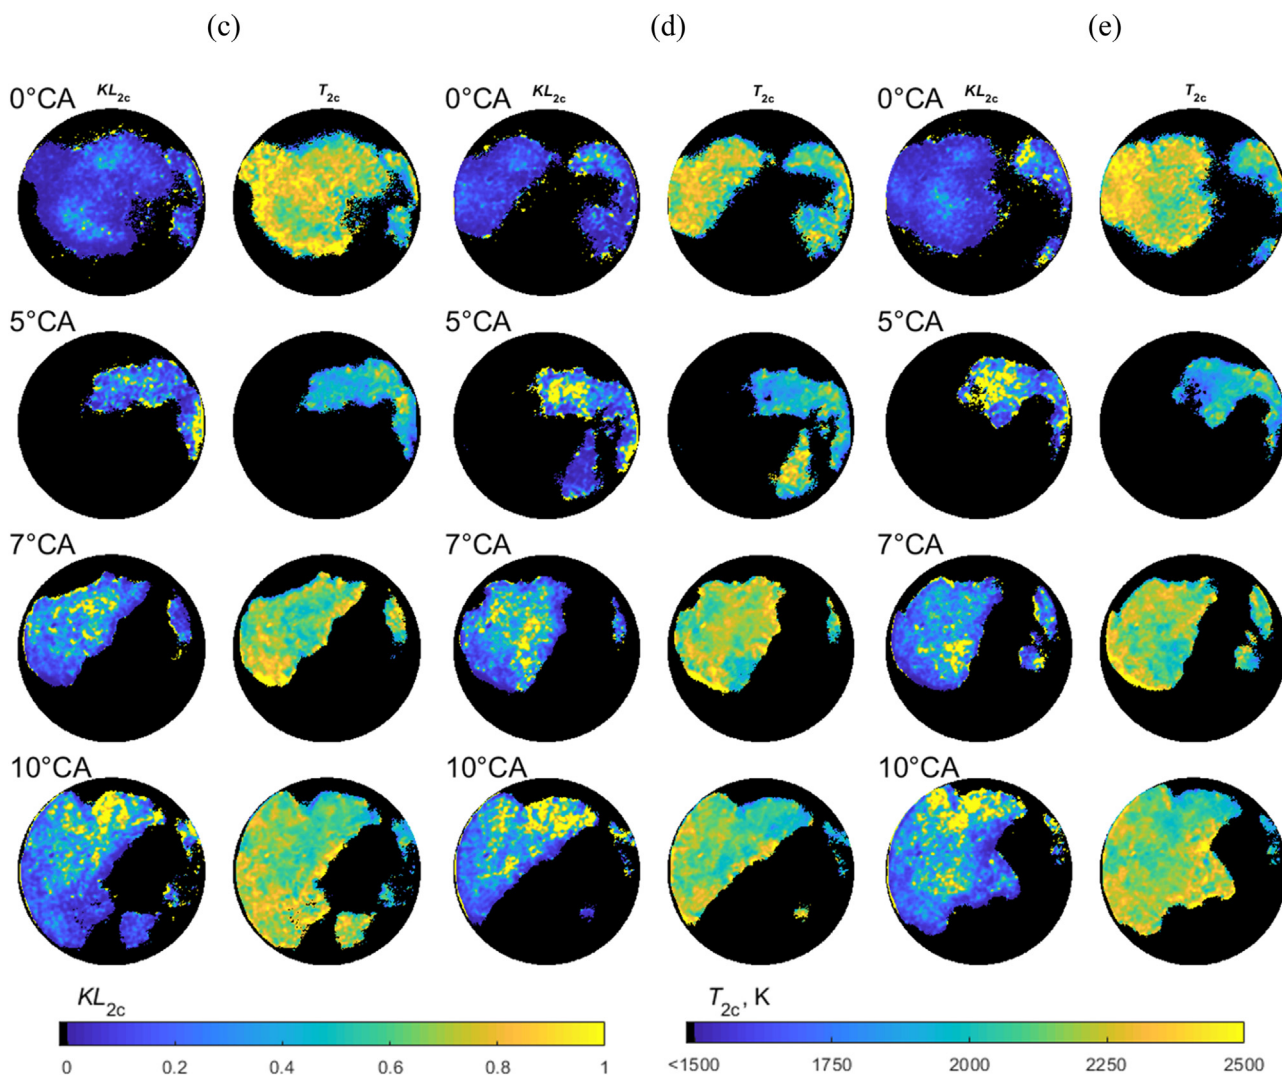 (c) (d) (e)
0°CA KL2c T2c 0°CA KL2c T2c 0°CA KL2c T2c
5°CA 5°CA 5°CA
7°CA 7°CA 7°CA
10°CA 10°CA 10°CA
KL2c T2c, K
0 0.2 0.4 0.6 0.8 1 <1500 1750 2000 2250 2500